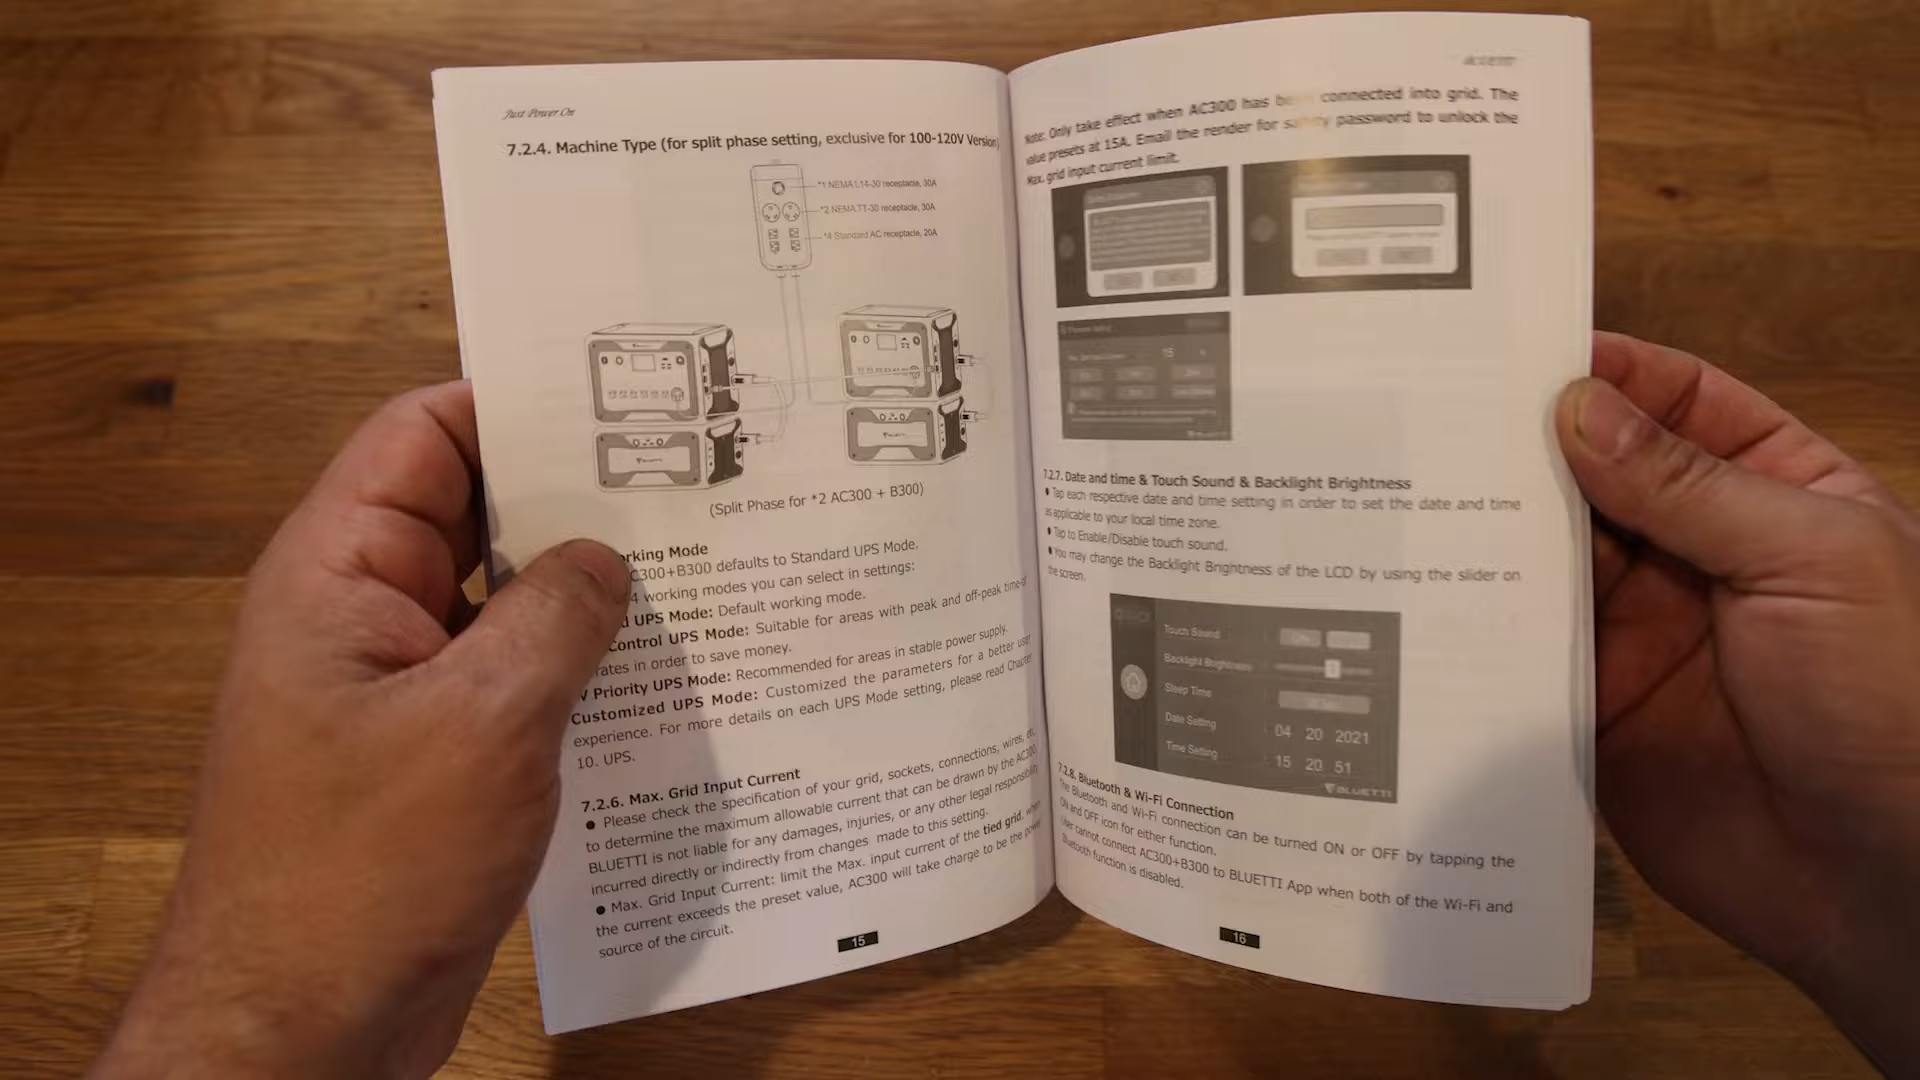 Just Power On
7.2.4. Machine Type (for split phase setting, exclusive for 100-120V Version)
*1 NEMA L14-30 receptacle, 30A
*2 NEMA TT-30 receptacle, 30A
*4 Standard AC receptacle, 20A
(Split Phase for *2 AC300 + B300)
orking Mode
C300+B300 defaults to Standard UPS Mode.
4 working modes you can select in settings:
d UPS Mode: Default working mode.
Control UPS Mode: Suitable for areas with peak and off-peak time-of
rates in order to save money.
V Priority UPS Mode: Recommended for areas in stable power supply.
Customized UPS Mode: Customized the parameters for a better user
experience. For more details on each UPS Mode setting, please read Chapter
10. UPS.
7.2.6. Max. Grid Input Current
● Please check the specification of your grid, sockets, connections, wires, etc.
to determine the maximum allowable current that can be drawn by the AC300.
BLUETTI is not liable for any damages, injuries, or any other legal responsibility
incurred directly or indirectly from changes made to this setting.
● Max. Grid Input Current: limit the Max. input current of the tied grid, when
the current exceeds the preset value, AC300 will take charge to be the power
source of the circuit.
15
BLUETTI
Note: Only take effect when AC300 has been connected into grid. The
value presets at 15A. Email the render for safety password to unlock the
Max. grid input current limit.
15
7.2.7. Date and time & Touch Sound & Backlight Brightness
• Tap each respective date and time setting in order to set the date and time
as applicable to your local time zone.
• Tap to Enable/Disable touch sound.
• You may change the Backlight Brightness of the LCD by using the slider on
the screen.
Touch Sound
Backlight Brightness
Sleep Time
Date Setting 04 20 2021
Time Setting 15 20 51
BLUETTI
7.2.8. Bluetooth & Wi-Fi Connection
The Bluetooth and Wi-Fi connection can be turned ON or OFF by tapping the
ON and OFF icon for either function.
User cannot connect AC300+B300 to BLUETTI App when both of the Wi-Fi and
Bluetooth function is disabled.
16